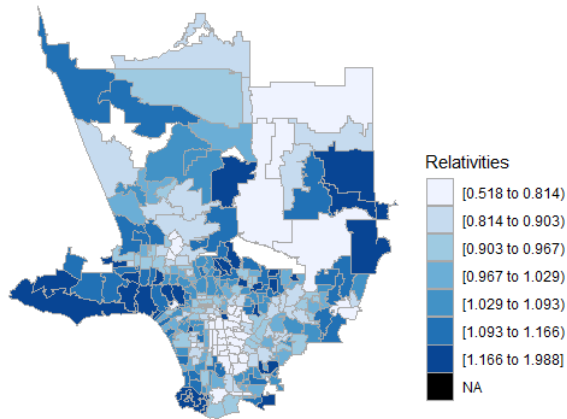 Relativities
[0.518 to 0.814)
[0.814 to 0.903)
[0.903 to 0.967)
[0.967 to 1.029)
[1.029 to 1.093)
[1.093 to 1.166)
[1.166 to 1.988]
NA